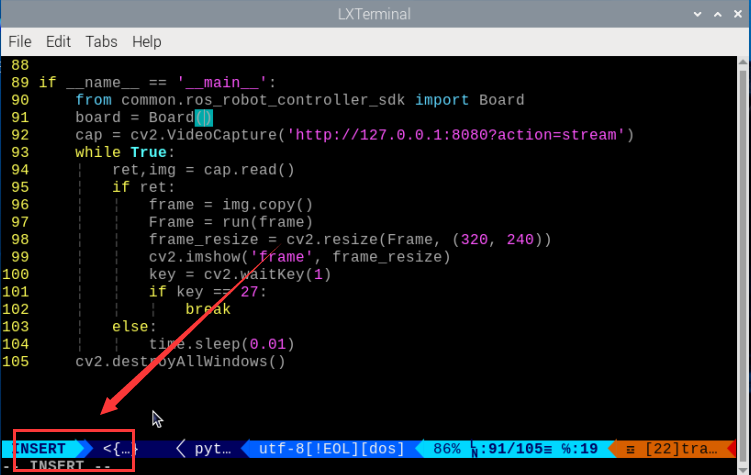 LXTerminal
File Edit Tabs Help
88
89 if __name__ == '__main__':
90     from common.ros_robot_controller_sdk import Board
91     board = Board()
92     cap = cv2.VideoCapture('http://127.0.0.1:8080?action=stream')
93     while True:
94         ret,img = cap.read()
95         if ret:
96             frame = img.copy()
97             Frame = run(frame)
98             frame_resize = cv2.resize(Frame, (320, 240))
99             cv2.imshow('frame', frame_resize)
100             key = cv2.waitKey(1)
101             if key == 27:
102                 break
103         else:
104             time.sleep(0.01)
105     cv2.destroyAllWindows()
INSERT <{…} pyt… utf-8[!EOL][dos] 86% ㏑:91/105≡ ℅:19 [22]tra…
-- INSERT --